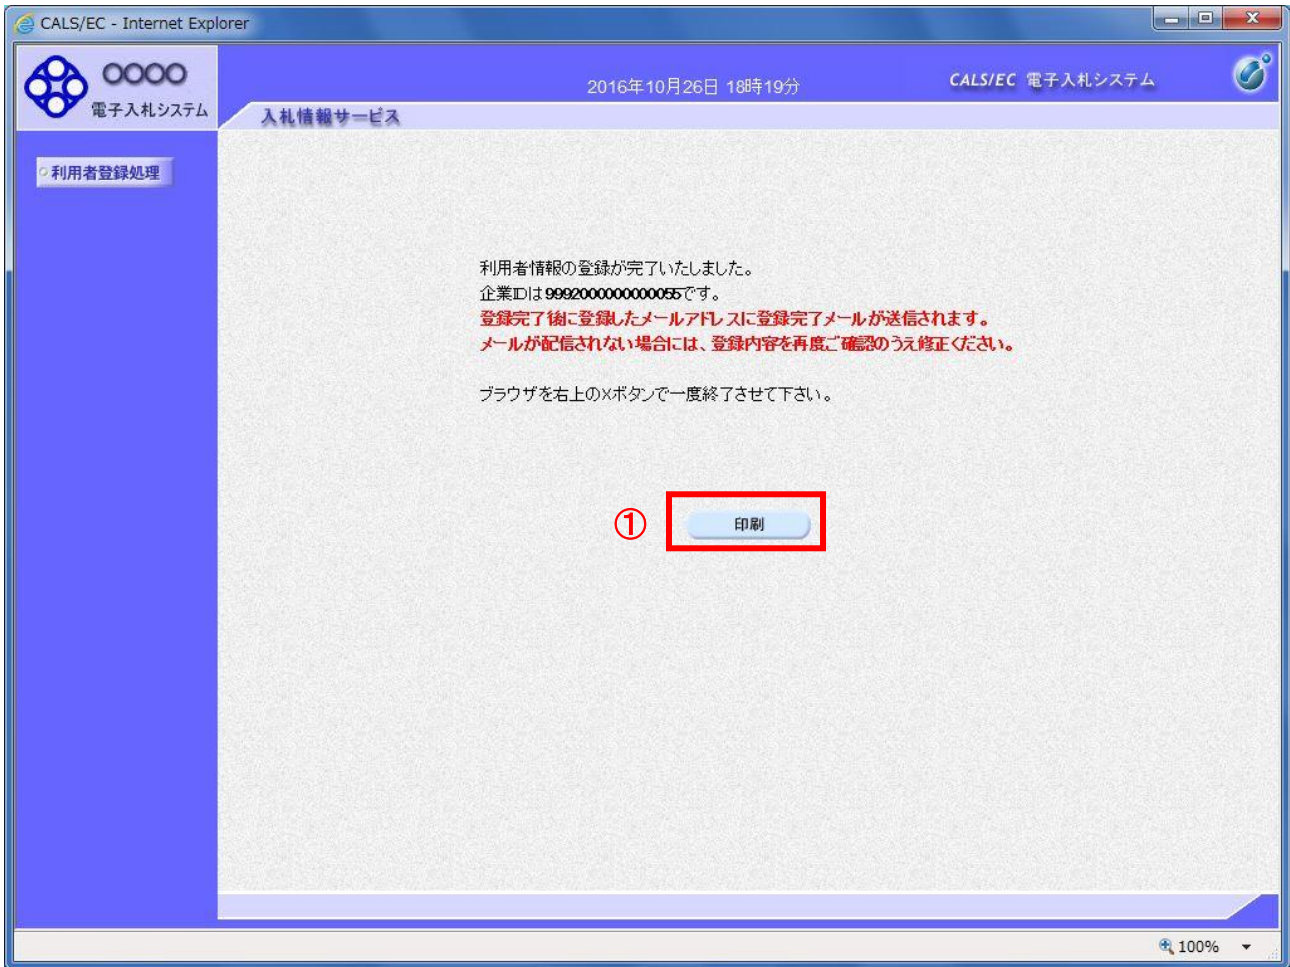 CALS/EC - Internet Explorer
○○○○
電子入札システム
2016年10月26日 18時19分
CALS/EC 電子入札システム
入札情報サービス
利用者登録処理
利用者情報の登録が完了いたしました。
企業IDは9992000000000055です。
登録完了後に登録したメールアドレスに登録完了メールが送信されます。
メールが配信されない場合には、登録内容を再度ご確認のうえ修正ください。
ブラウザを右上の×ボタンで一度終了させて下さい。
① 印刷
100%